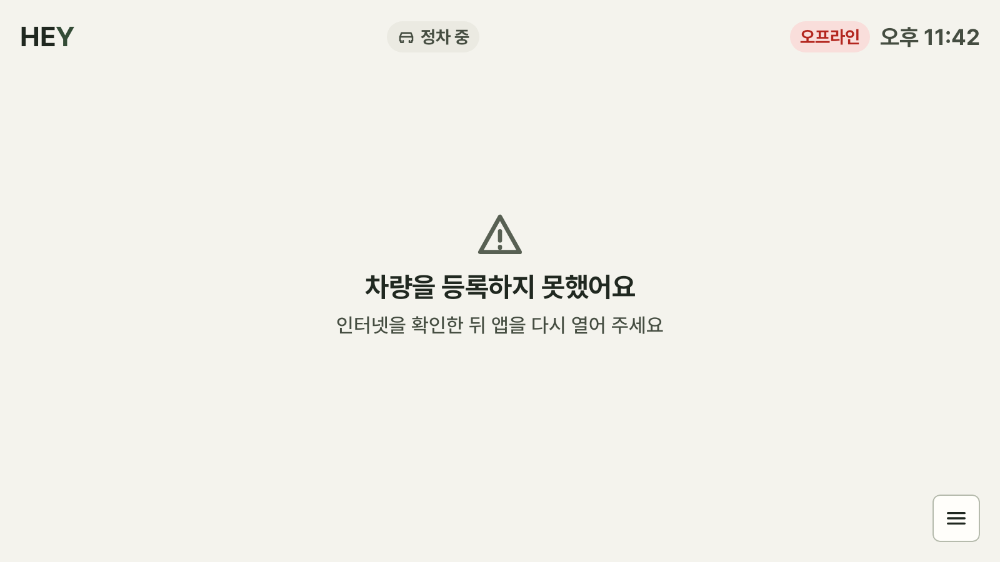 HEY
정차 중
오프라인
오후 11:42
차량을 등록하지 못했어요
인터넷을 확인한 뒤 앱을 다시 열어 주세요